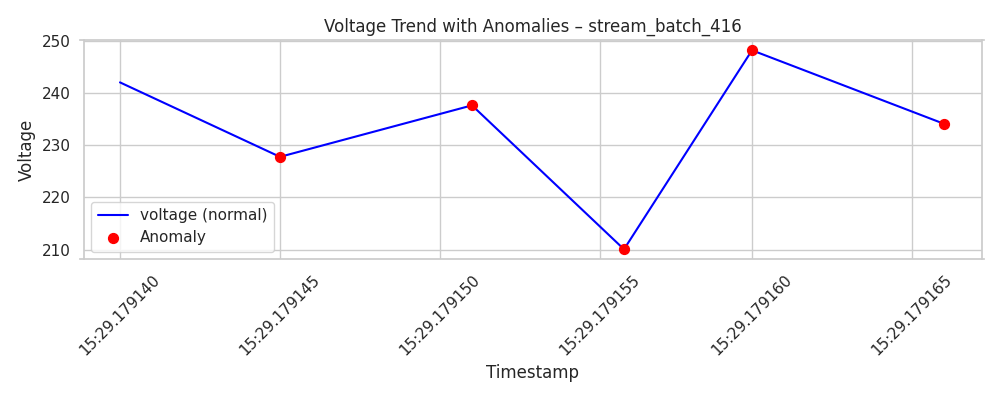 Voltage Trend with Anomalies – stream_batch_416
Voltage
250
240
230
220
210
voltage (normal)
Anomaly
15:29.179140
15:29.179145
15:29.179150
15:29.179155
15:29.179160
15:29.179165
Timestamp